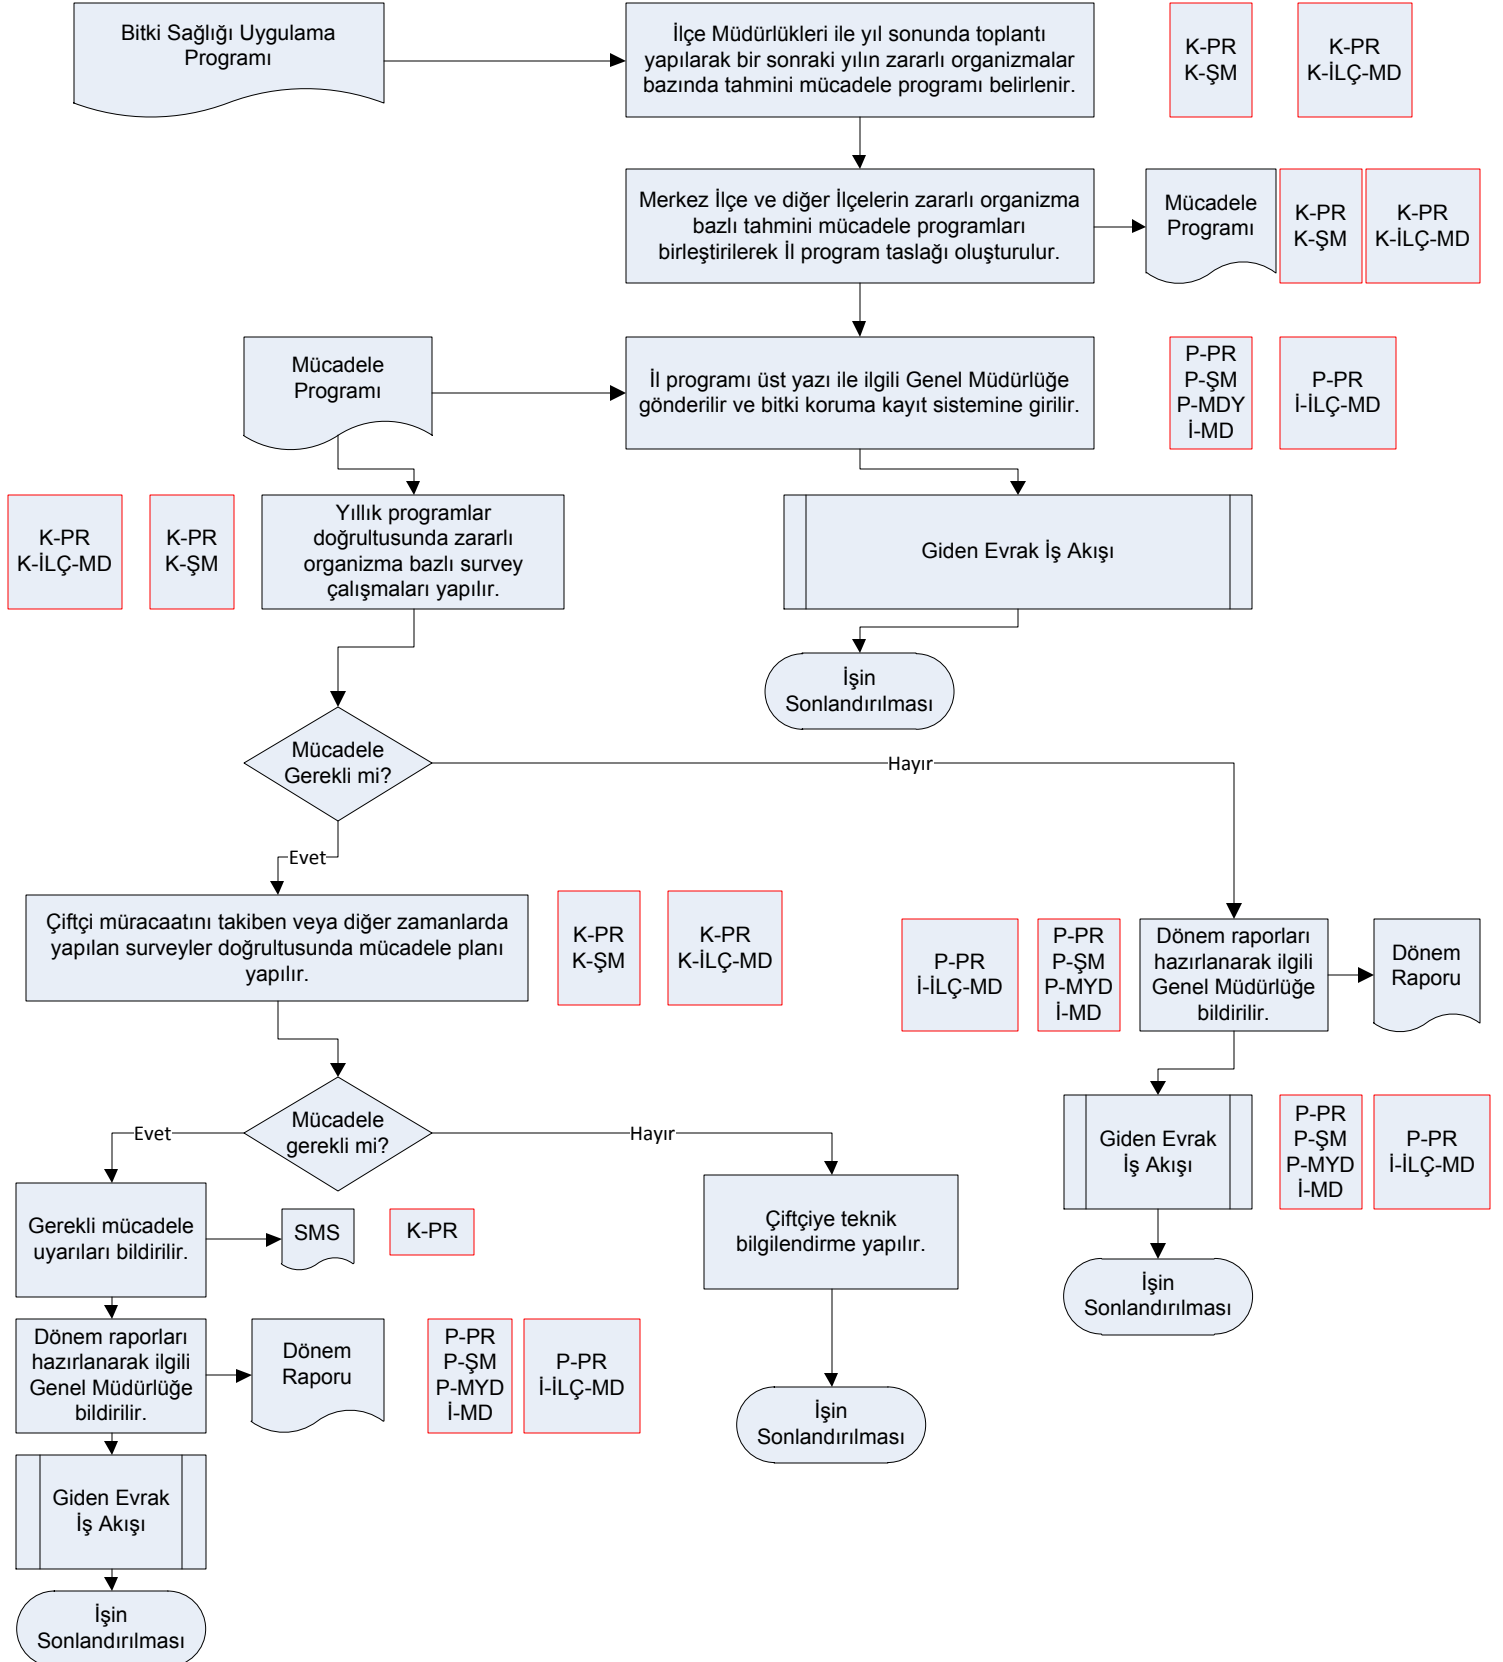 Bitki Sağlığı Uygulama
Programı
İlçe Müdürlükleri ile yıl sonunda toplantı
yapılarak bir sonraki yılın zararlı organizmalar
bazında tahmini mücadele programı belirlenir.
K-PR
K-ŞM
K-PR
K-İLÇ-MD
Merkez İlçe ve diğer İlçelerin zararlı organizma
bazlı tahmini mücadele programları
birleştirilerek İl program taslağı oluşturulur.
Mücadele
Programı
K-PR
K-ŞM
K-PR
K-İLÇ-MD
Mücadele
Programı
İl programı üst yazı ile ilgili Genel Müdürlüğe
gönderilir ve bitki koruma kayıt sistemine girilir.
P-PR
P-ŞM
P-MDY
İ-MD
P-PR
İ-İLÇ-MD
K-PR
K-İLÇ-MD
K-PR
K-ŞM
Yıllık programlar
doğrultusunda zararlı
organizma bazlı survey
çalışmaları yapılır.
Giden Evrak İş Akışı
İşin
Sonlandırılması
Mücadele
Gerekli mi?
Hayır
Evet
Çiftçi müracaatını takiben veya diğer zamanlarda
yapılan surveyler doğrultusunda mücadele planı
yapılır.
K-PR
K-ŞM
K-PR
K-İLÇ-MD
P-PR
İ-İLÇ-MD
P-PR
P-ŞM
P-MYD
İ-MD
Dönem raporları
hazırlanarak ilgili
Genel Müdürlüğe
bildirilir.
Dönem
Raporu
Mücadele
gerekli mi?
Evet
Hayır
Giden Evrak
İş Akışı
P-PR
P-ŞM
P-MYD
İ-MD
P-PR
İ-İLÇ-MD
Gerekli mücadele
uyarıları bildirilir.
SMS
K-PR
Çiftçiye teknik
bilgilendirme yapılır.
İşin
Sonlandırılması
Dönem raporları
hazırlanarak ilgili
Genel Müdürlüğe
bildirilir.
Dönem
Raporu
P-PR
P-ŞM
P-MYD
İ-MD
P-PR
İ-İLÇ-MD
İşin
Sonlandırılması
Giden Evrak
İş Akışı
İşin
Sonlandırılması